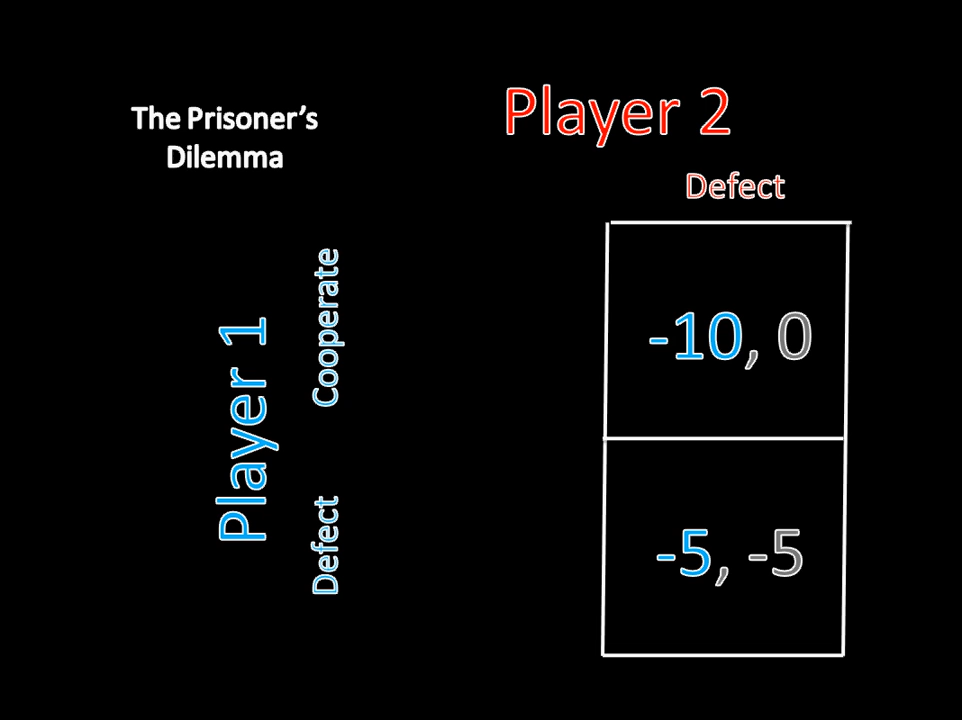 The Prisoner’s
Dilemma
Player 2
Defect
Player 1
Cooperate
Defect
-10, 0
-5, -5